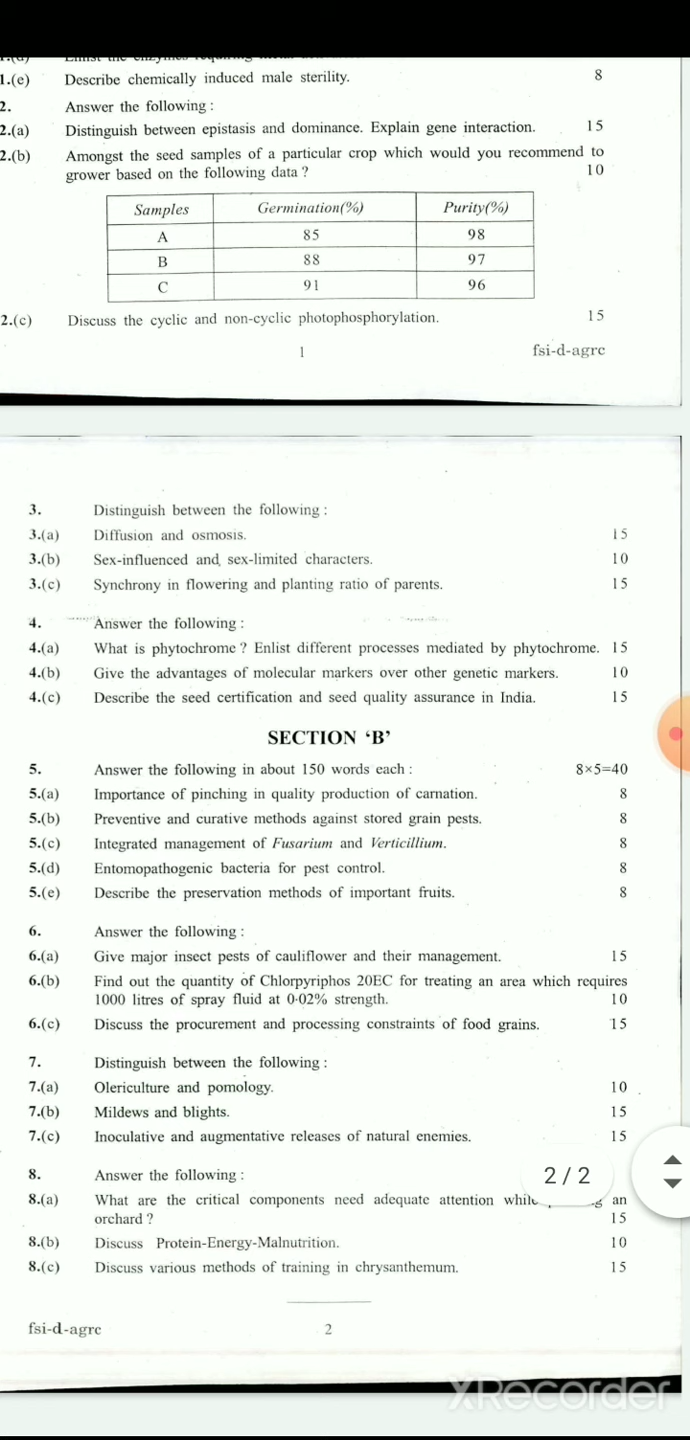 1.(e) Describe chemically induced male sterility. 8
2. Answer the following :
2.(a) Distinguish between epistasis and dominance. Explain gene interaction. 15
2.(b) Amongst the seed samples of a particular crop which would you recommend to
grower based on the following data ? 10
Samples Germination(%) Purity(%)
A 85 98
B 88 97
C 91 96
2.(c) Discuss the cyclic and non-cyclic photophosphorylation. 15
1 fsi-d-agrc
3. Distinguish between the following :
3.(a) Diffusion and osmosis. 15
3.(b) Sex-influenced and sex-limited characters. 10
3.(c) Synchrony in flowering and planting ratio of parents. 15
4. Answer the following :
4.(a) What is phytochrome ? Enlist different processes mediated by phytochrome. 15
4.(b) Give the advantages of molecular markers over other genetic markers. 10
4.(c) Describe the seed certification and seed quality assurance in India. 15
SECTION ‘B’
5. Answer the following in about 150 words each : 8×5=40
5.(a) Importance of pinching in quality production of carnation. 8
5.(b) Preventive and curative methods against stored grain pests. 8
5.(c) Integrated management of Fusarium and Verticillium. 8
5.(d) Entomopathogenic bacteria for pest control. 8
5.(e) Describe the preservation methods of important fruits. 8
6. Answer the following :
6.(a) Give major insect pests of cauliflower and their management. 15
6.(b) Find out the quantity of Chlorpyriphos 20EC for treating an area which requires
1000 litres of spray fluid at 0·02% strength. 10
6.(c) Discuss the procurement and processing constraints of food grains. 15
7. Distinguish between the following :
7.(a) Olericulture and pomology. 10
7.(b) Mildews and blights. 15
7.(c) Inoculative and augmentative releases of natural enemies. 15
8. Answer the following :
2 / 2
8.(a) What are the critical components need adequate attention an
orchard ? 15
8.(b) Discuss Protein-Energy-Malnutrition. 10
8.(c) Discuss various methods of training in chrysanthemum. 15
fsi-d-agrc 2
XRecorder